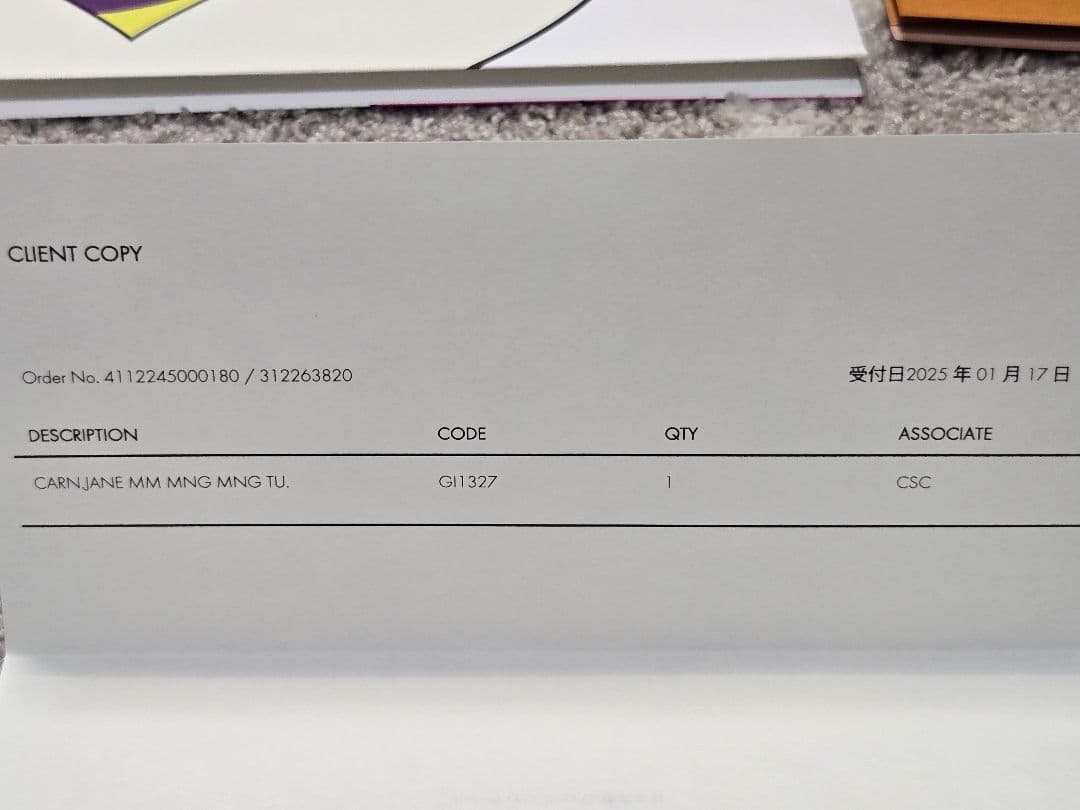 CLIENT COPY
Order No. 4112245000180 / 312263820 受付日2025 年 01 月 17 日
DESCRIPTION CODE QTY ASSOCIATE
CARN.JANE MM MNG MNG TU. GI1327 1 CSC